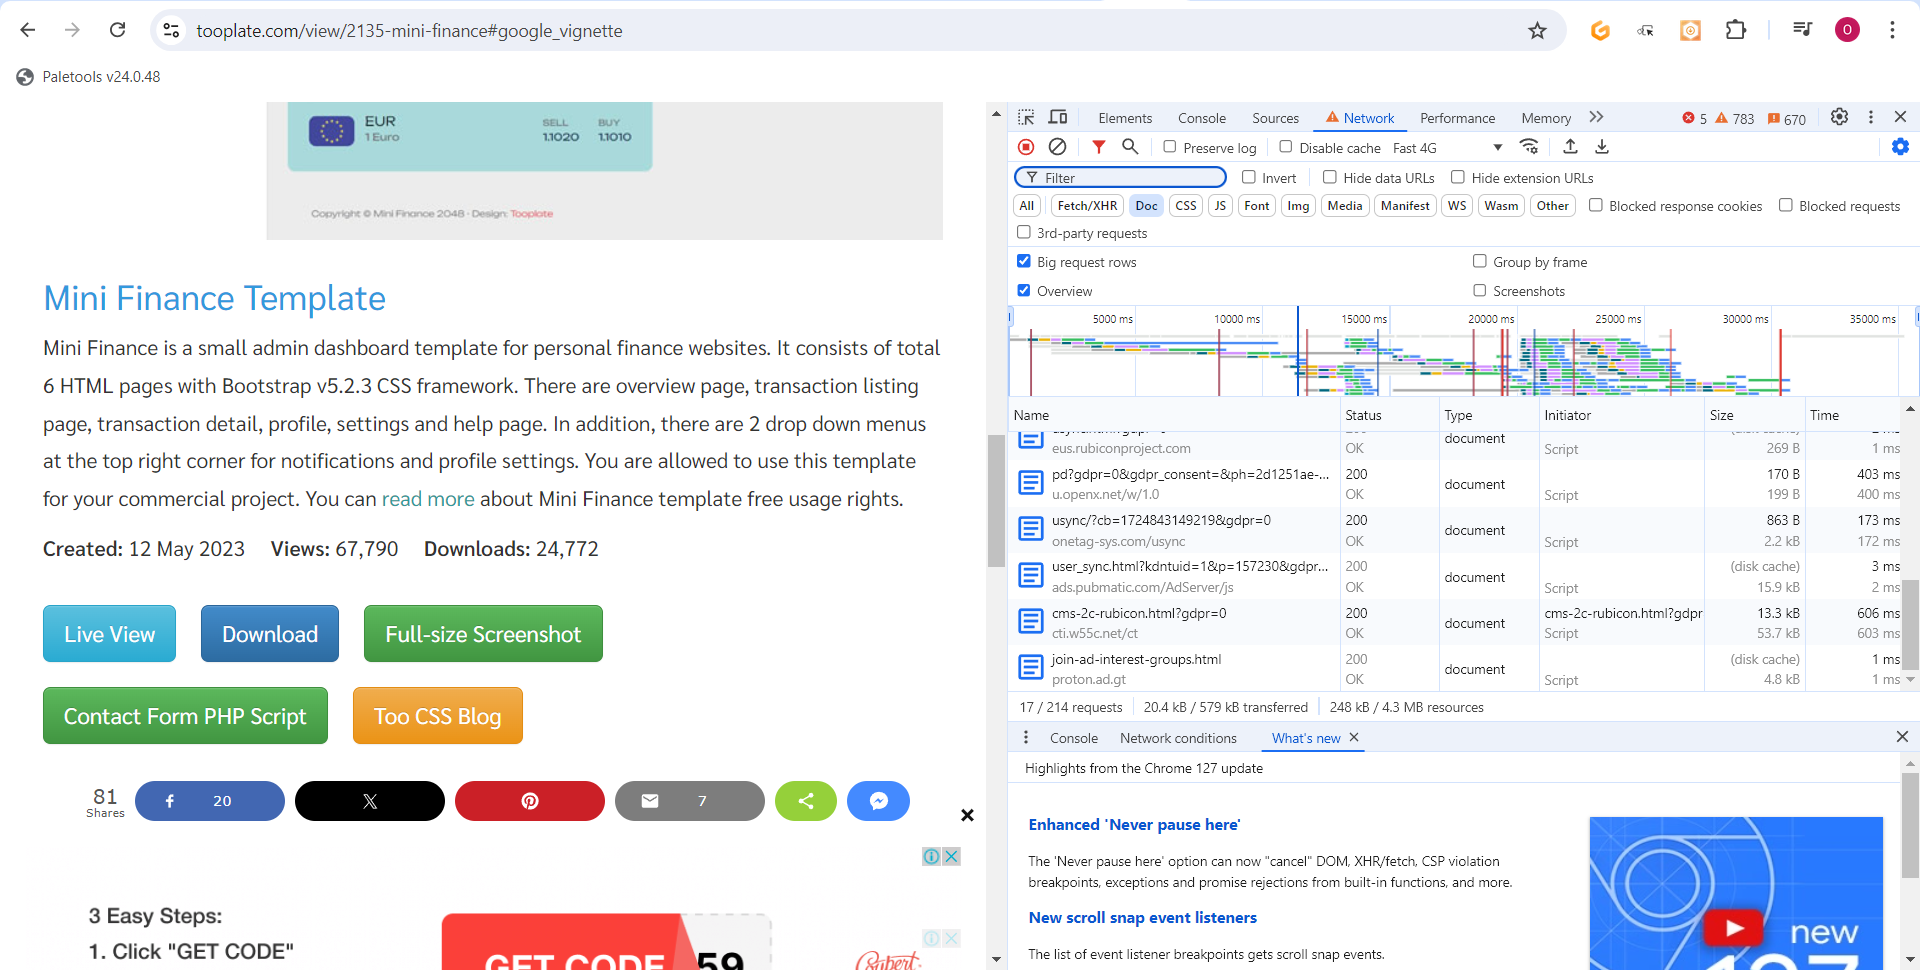 tooplate.com/view/2135-mini-finance#google_vignette
O
Paletools v24.0.48
EUR
1 Euro
SELL
1.1020
BUY
1.1010
Copyright © Mini Finance 2048 - Design: Tooplate
Mini Finance Template
Mini Finance is a small admin dashboard template for personal finance websites. It consists of total
6 HTML pages with Bootstrap v5.2.3 CSS framework. There are overview page, transaction listing
page, transaction detail, profile, settings and help page. In addition, there are 2 drop down menus
at the top right corner for notifications and profile settings. You are allowed to use this template
for your commercial project. You can read more about Mini Finance template free usage rights.
Created: 12 May 2023 Views: 67,790 Downloads: 24,772
Live View Download Full-size Screenshot
Contact Form PHP Script Too CSS Blog
81
Shares
20
7
3 Easy Steps:
1. Click "GET CODE"
GET CODE
59
Elements Console Sources Network Performance Memory 5 783 670
Preserve log Disable cache Fast 4G
Filter Invert Hide data URLs Hide extension URLs
All Fetch/XHR Doc CSS JS Font Img Media Manifest WS Wasm Other Blocked response cookies Blocked requests
3rd-party requests
Big request rows Group by frame
Overview Screenshots
5000 ms 10000 ms 15000 ms 20000 ms 25000 ms 30000 ms 35000 ms
Name Status Type Initiator Size Time
document
eus.rubiconproject.com OK Script 269 B 1 ms
pd?gdpr=0&gdpr_consent=&ph=2d1251ae-... 200 document 170 B 403 ms
u.openx.net/w/1.0 OK Script 199 B 400 ms
usync/?cb=1724843149219&gdpr=0 200 document 863 B 173 ms
onetag-sys.com/usync OK Script 2.2 kB 172 ms
user_sync.html?kdntuid=1&p=157230&gdpr... 200 document (disk cache) 3 ms
ads.pubmatic.com/AdServer/js OK Script 15.9 kB 2 ms
cms-2c-rubicon.html?gdpr=0 200 document cms-2c-rubicon.html?gdpr 13.3 kB 606 ms
cti.w55c.net/ct OK Script 53.7 kB 603 ms
join-ad-interest-groups.html 200 document (disk cache) 1 ms
proton.ad.gt OK Script 4.8 kB 1 ms
17 / 214 requests 20.4 kB / 579 kB transferred 248 kB / 4.3 MB resources
Console Network conditions What's new
Highlights from the Chrome 127 update
Enhanced 'Never pause here'
The 'Never pause here' option can now "cancel" DOM, XHR/fetch, CSP violation
breakpoints, exceptions and promise rejections from built-in functions, and more.
New scroll snap event listeners
The list of event listener breakpoints gets scroll snap events.
new